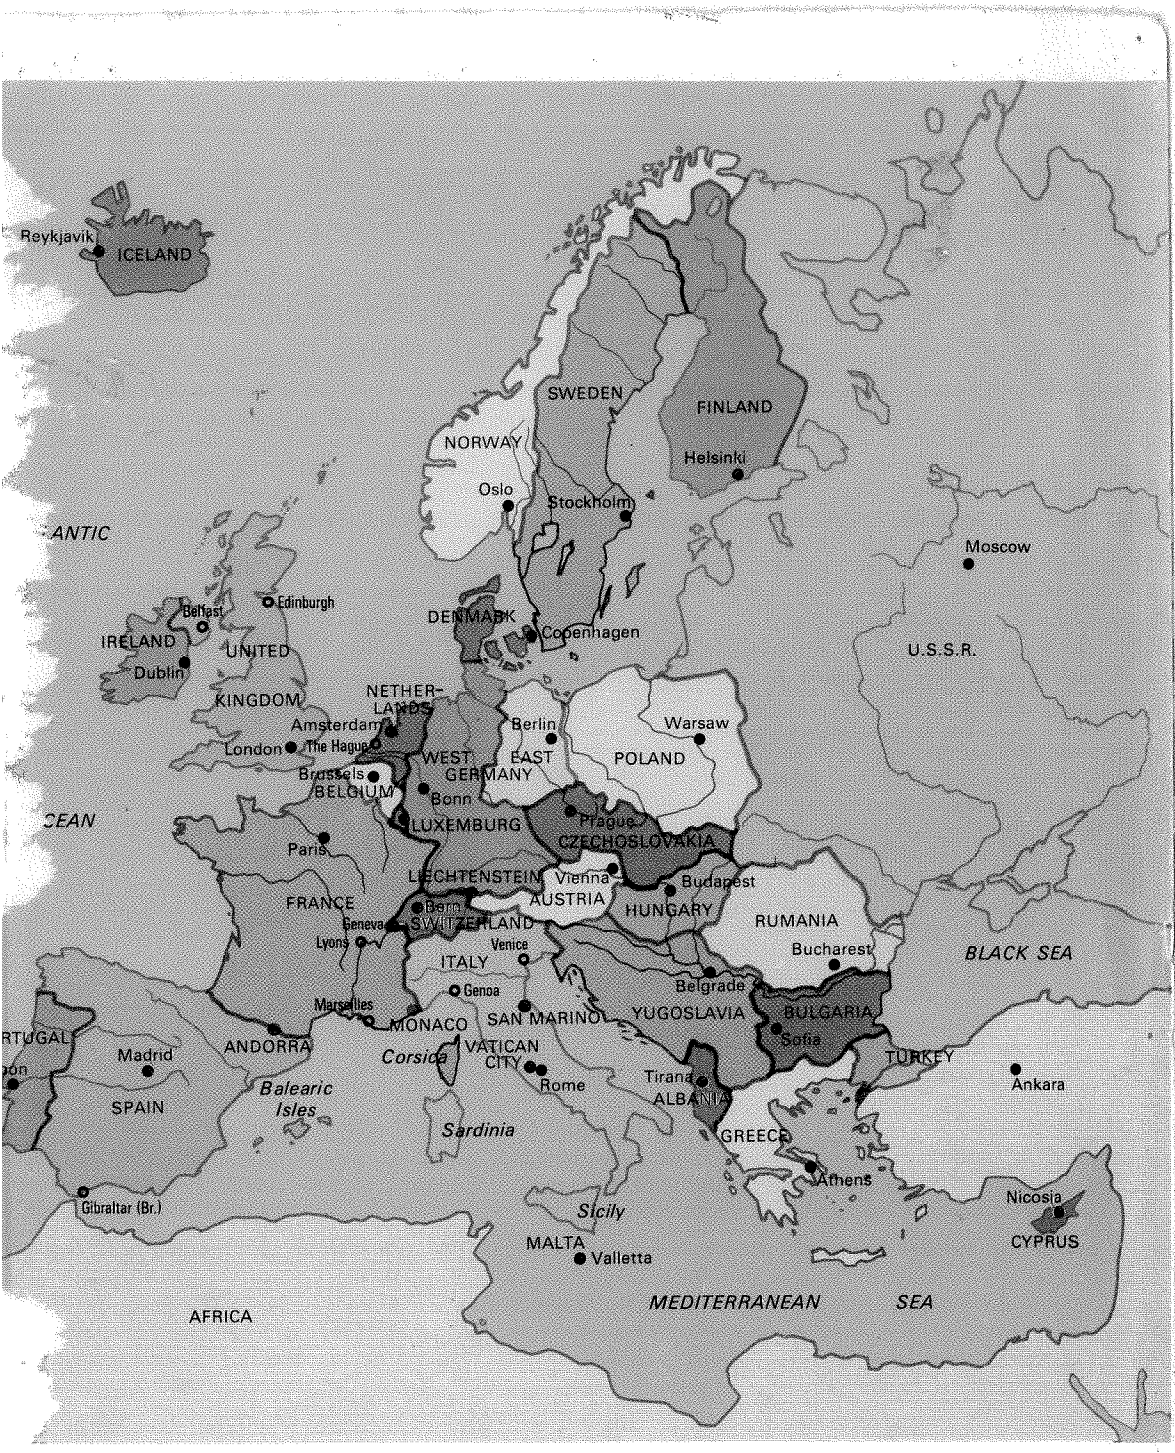 Reykjavik
ICELAND
SWEDEN
FINLAND
NORWAY
Helsinki
Oslo
Stockholm
ANTIC
Moscow
Edinburgh
Belfast
DENMARK
Copenhagen
IRELAND
UNITED
U.S.S.R.
Dublin
KINGDOM
NETHER-
LANDS
Amsterdam
Berlin
Warsaw
London
The Hague
WEST
EAST
POLAND
GERMANY
Brussels
BELGIUM
Bonn
CEAN
LUXEMBURG
Prague
CZECHOSLOVAKIA
Paris
LIECHTENSTEIN
Vienna
Budapest
AUSTRIA
FRANCE
Bern
HUNGARY
RUMANIA
Geneva
SWITZERLAND
Lyons
Venice
Bucharest
BLACK SEA
ITALY
Belgrade
Genoa
Marseilles
MONACO
SAN MARINO
YUGOSLAVIA
BULGARIA
RTUGAL
ANDORRA
Sofia
Madrid
Corsica
VATICAN
CITY
TURKEY
on
Rome
Tirana
Ankara
Balearic
Isles
ALBANIA
SPAIN
Sardinia
GREECE
Athens
Gibraltar (Br.)
Nicosia
Sicily
CYPRUS
MALTA
Valletta
MEDITERRANEAN SEA
AFRICA